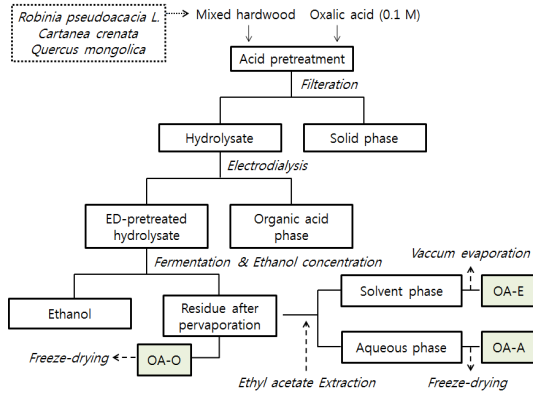 Robinia pseudoacacia L.
Cartanea crenata
Quercus mongolica
Mixed hardwood
Oxalic acid (0.1 M)
Acid pretreatment
Filteration
Hydrolysate
Solid phase
Electrodialysis
ED-pretreated
hydrolysate
Organic acid
phase
Fermentation & Ethanol concentration
Vaccum evaporation
Ethanol
Residue after
pervaporation
Solvent phase
OA-E
Freeze-drying
OA-O
Aqueous phase
OA-A
Ethyl acetate Extraction
Freeze-drying